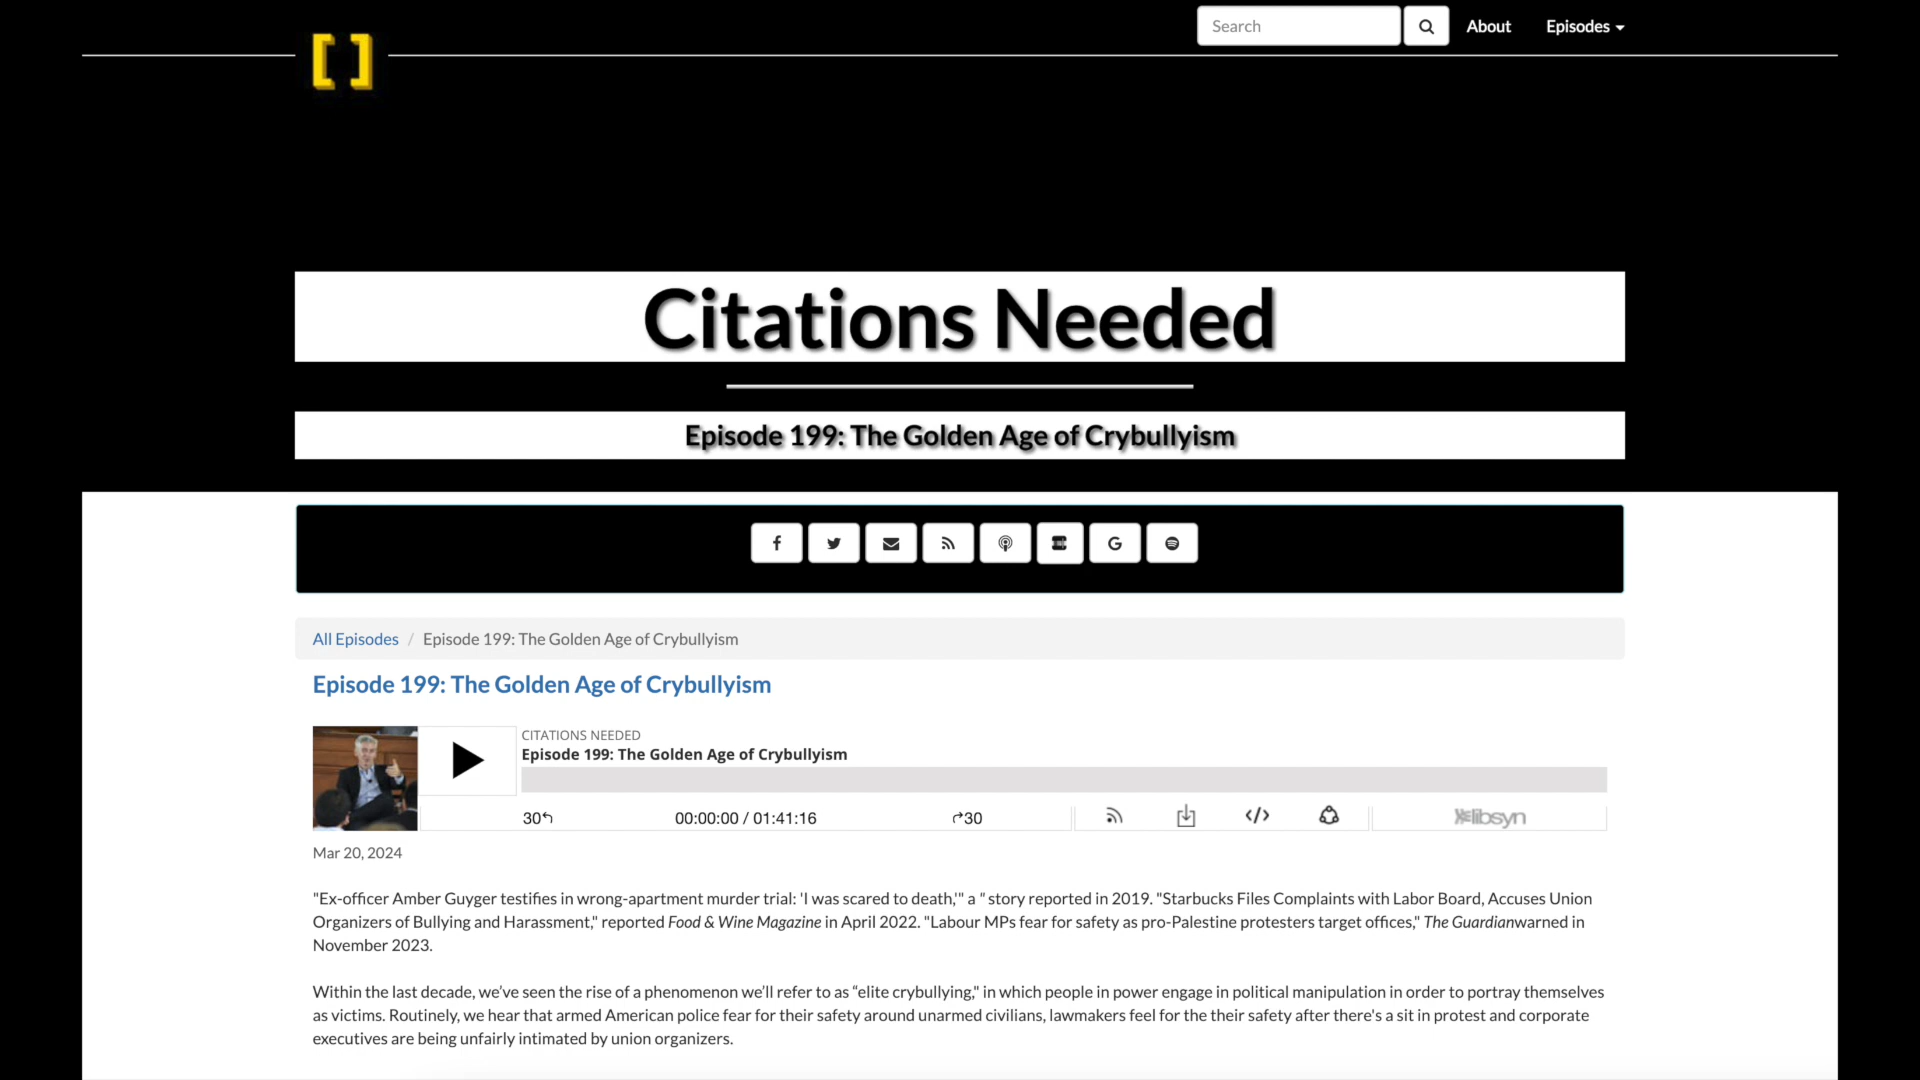 Search
About
Episodes
[ ]
Citations Needed
Episode 199: The Golden Age of Crybullyism
All Episodes / Episode 199: The Golden Age of Crybullyism
Episode 199: The Golden Age of Crybullyism
CITATIONS NEEDED
Episode 199: The Golden Age of Crybullyism
30 00:00:00 / 01:41:16 30 libsyn
Mar 20, 2024
"Ex-officer Amber Guyger testifies in wrong-apartment murder trial: 'I was scared to death,'" a " story reported in 2019. "Starbucks Files Complaints with Labor Board, Accuses Union
Organizers of Bullying and Harassment," reported Food & Wine Magazine in April 2022. "Labour MPs fear for safety as pro-Palestine protesters target offices," The Guardianwarned in
November 2023.
Within the last decade, we've seen the rise of a phenomenon we'll refer to as “elite crybullying," in which people in power engage in political manipulation in order to portray themselves
as victims. Routinely, we hear that armed American police fear for their safety around unarmed civilians, lawmakers feel for the their safety after there's a sit in protest and corporate
executives are being unfairly intimated by union organizers.